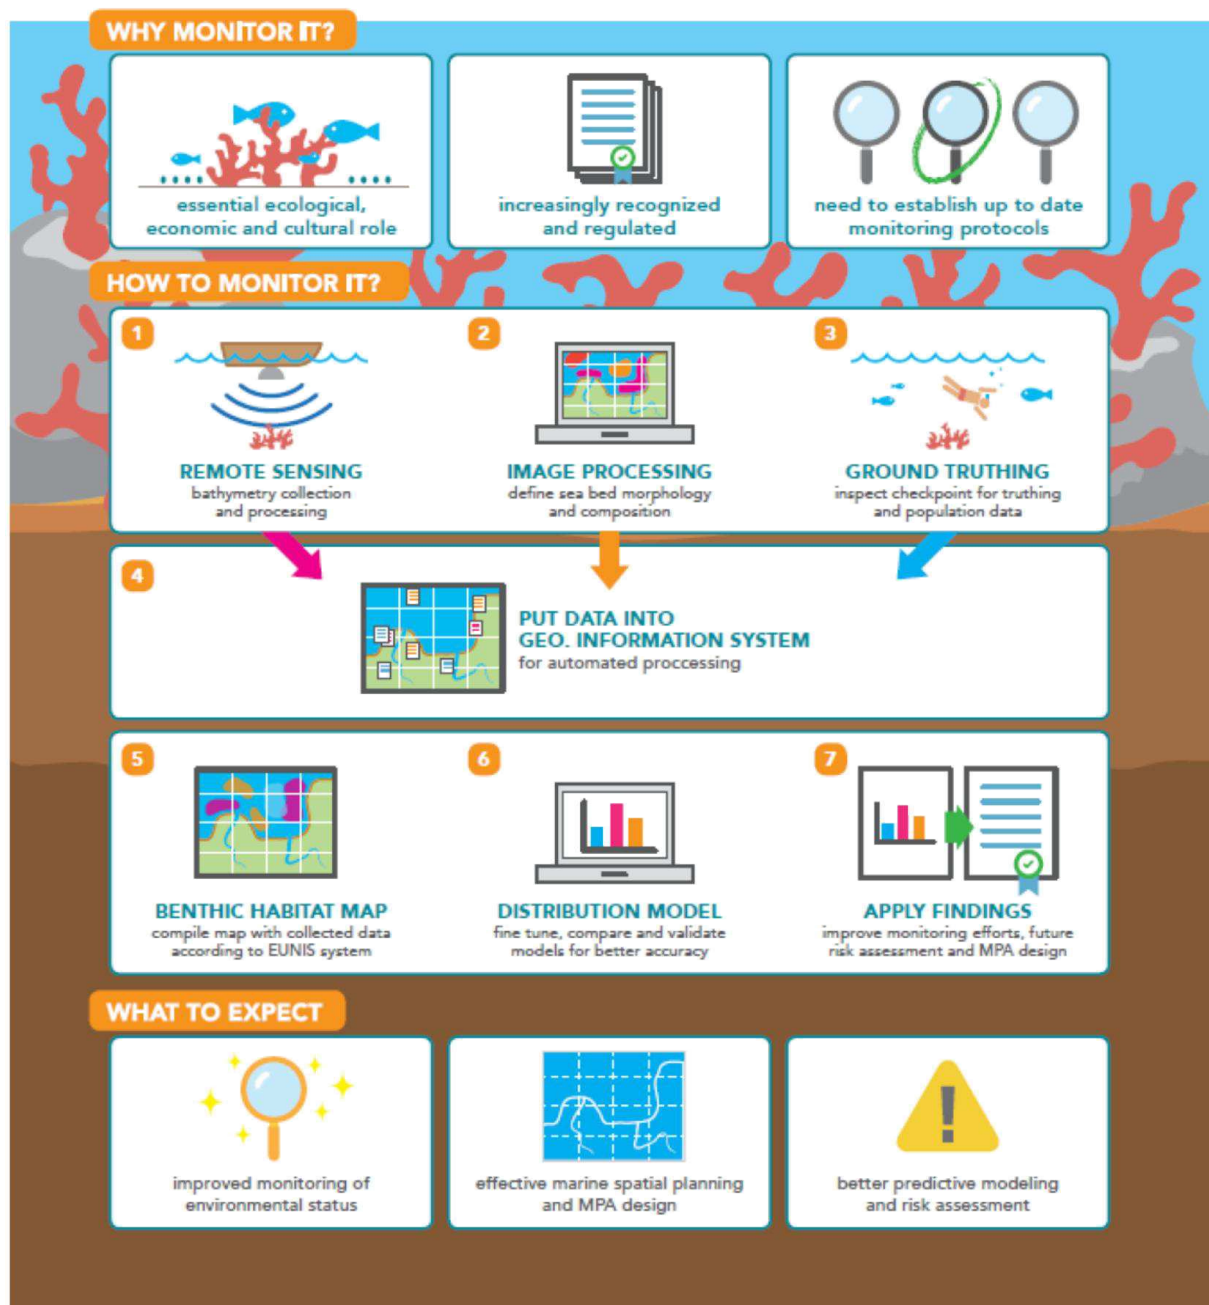 WHY MONITOR IT?
essential ecological,
economic and cultural role
increasingly recognized
and regulated
need to establish up to date
monitoring protocols
HOW TO MONITOR IT?
1
REMOTE SENSING
bathymetry collection
and processing
2
IMAGE PROCESSING
define sea bed morphology
and composition
3
GROUND TRUTHING
inspect checkpoint for truthing
and population data
4
PUT DATA INTO
GEO. INFORMATION SYSTEM
for automated proccessing
5
BENTHIC HABITAT MAP
compile map with collected data
according to EUNIS system
6
DISTRIBUTION MODEL
fine tune, compare and validate
models for better accuracy
7
APPLY FINDINGS
improve monitoring efforts, future
risk assessment and MPA design
WHAT TO EXPECT
improved monitoring of
environmental status
effective marine spatial planning
and MPA design
better predictive modeling
and risk assessment